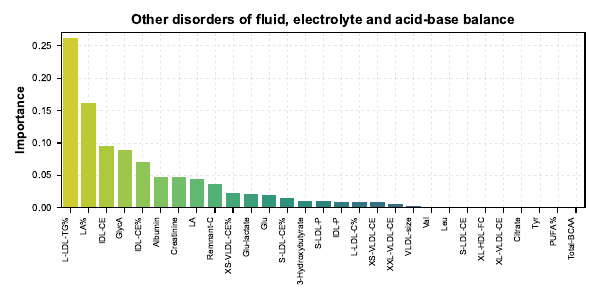 Other disorders of fluid, electrolyte and acid-base balance
Importance
0.25
0.20
0.15
0.10
0.05
0.00
L-LDL-TG%
LA%
IDL-CE
GlycA
IDL-CE%
Albumin
Creatinine
LA
Remnant-C
XS-VLDL-CE%
Glu-lactate
Glu
S-LDL-CE%
3-Hydroxybutyrate
S-LDL-P
IDL-P
L-LDL-C%
XS-VLDL-CE
XXL-VLDL-CE
VLDL-size
Val
Leu
S-LDL-CE
XL-HDL-FC
XL-VLDL-CE
Citrate
Tyr
PUFA%
Total-BCAA